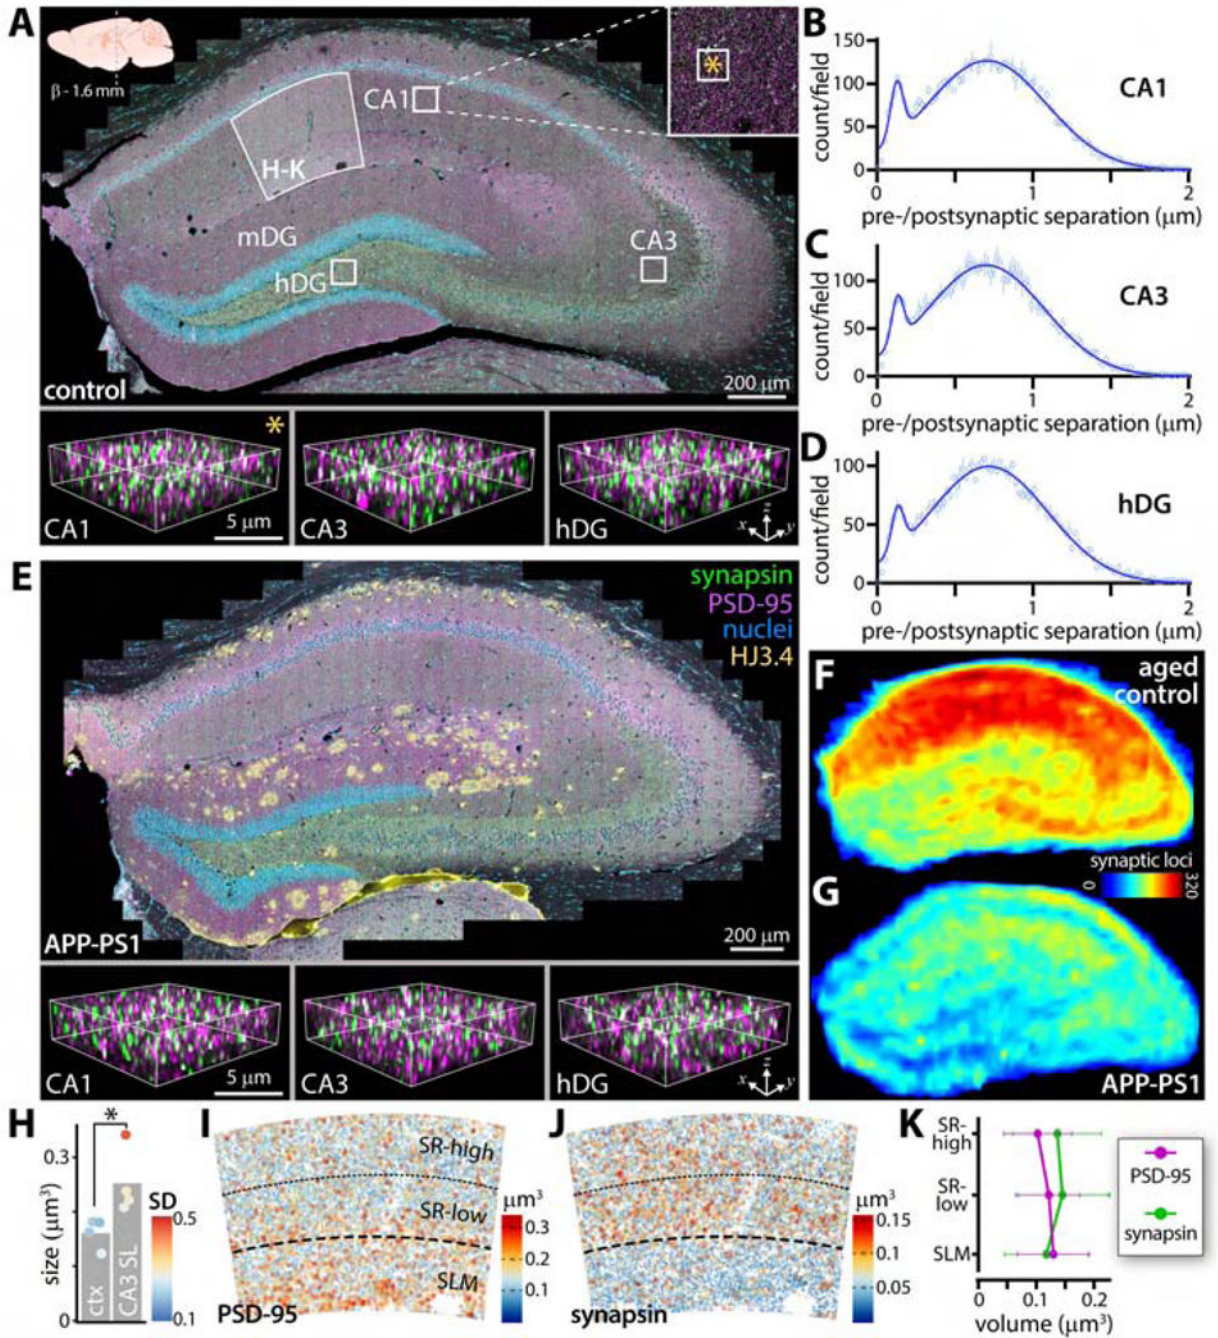 A
β - 1.6 mm
CA1
H-K
mDG
hDG
CA3
control
200 μm
*
*
CA1
5 μm
CA3
hDG
x
z
y
B
150
100
50
0
count/field
CA1
0
1
2
pre-/postsynaptic separation (μm)
C
100
50
0
count/field
CA3
0
1
2
pre-/postsynaptic separation (μm)
D
100
50
0
count/field
hDG
0
1
2
pre-/postsynaptic separation (μm)
E
synapsin
PSD-95
nuclei
HJ3.4
APP-PS1
200 μm
CA1
5 μm
CA3
hDG
x
z
y
F
aged
control
synaptic loci
0
320
G
APP-PS1
H
*
0.3
0
size (μm³)
ctx
CA3 SL
SD
0.5
0.1
I
SR-high
SR-low
SLM
PSD-95
μm³
0.3
0.2
0.1
J
synapsin
μm³
0.15
0.1
0.05
K
SR-
high
SR-
low
SLM
0
0.1
0.2
volume (μm³)
PSD-95
synapsin